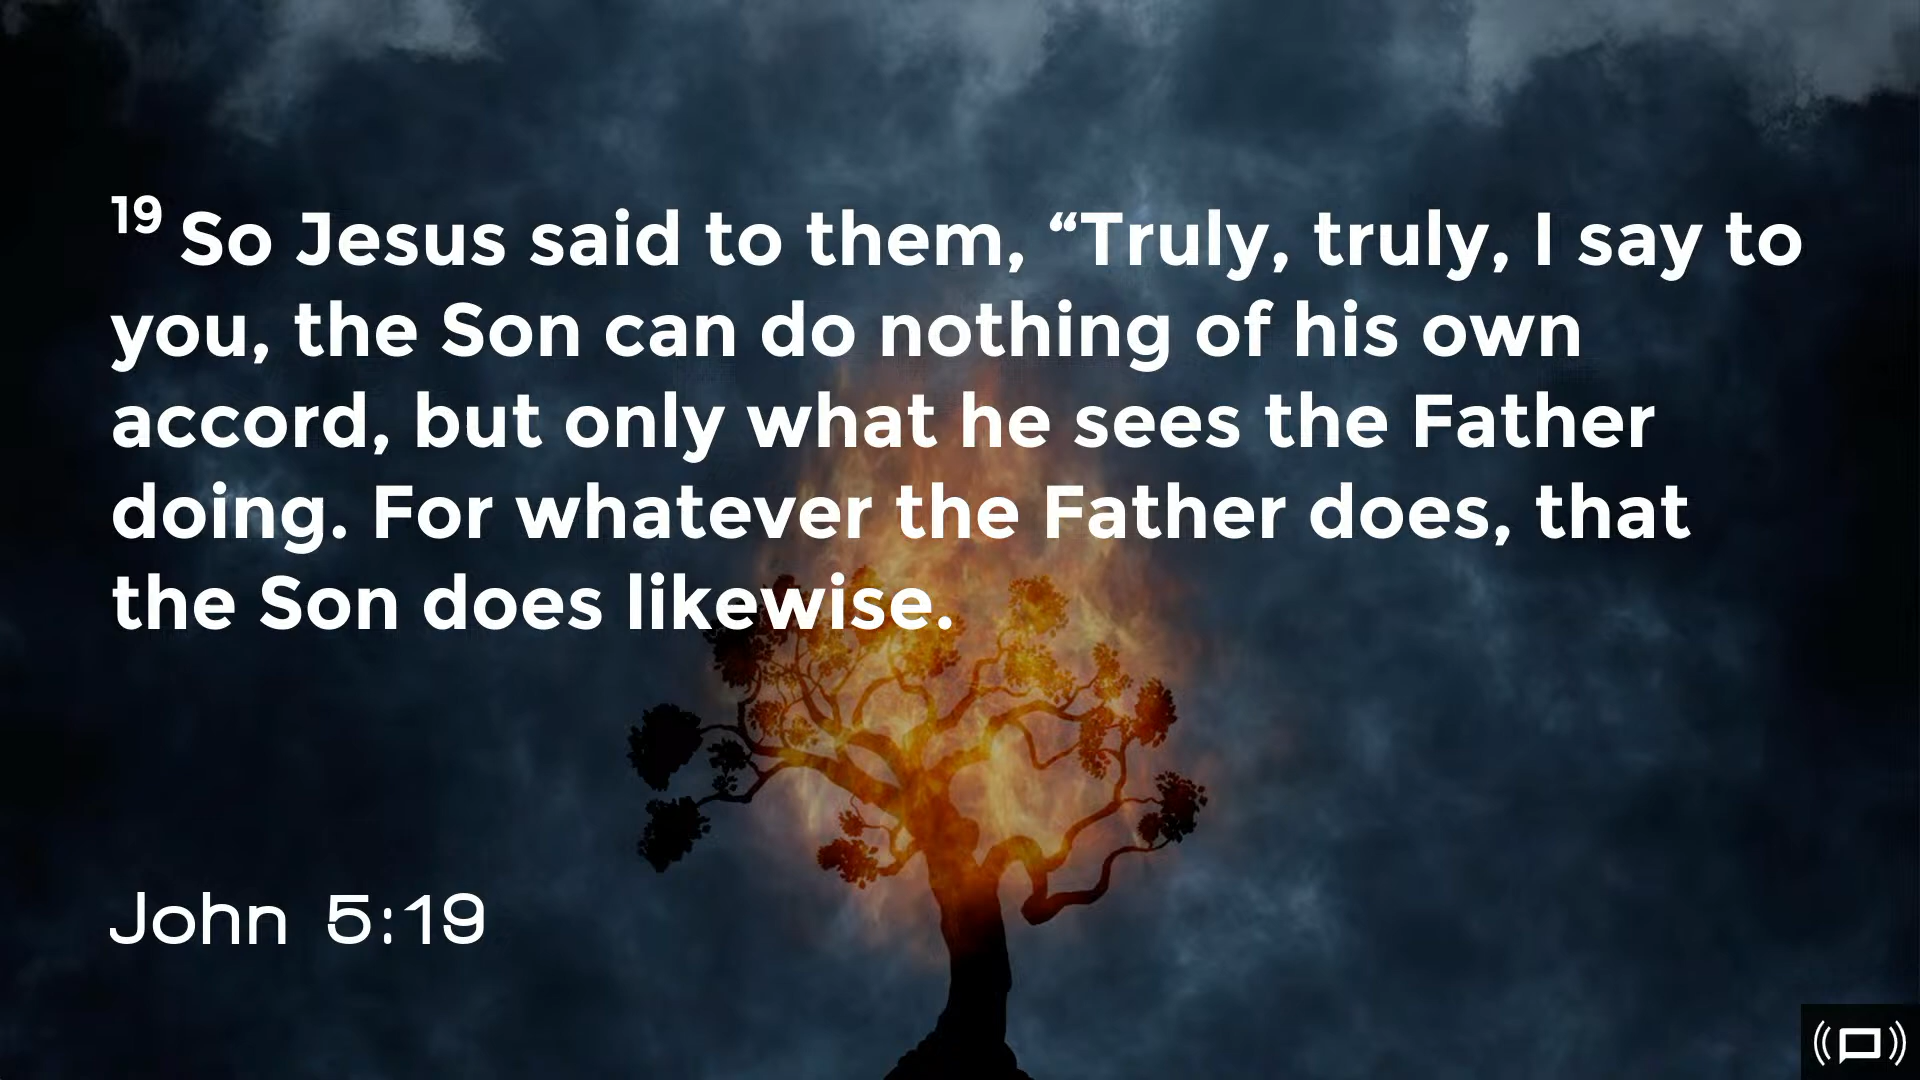 19 So Jesus said to them, “Truly, truly, I say to
you, the Son can do nothing of his own
accord, but only what he sees the Father
doing. For whatever the Father does, that
the Son does likewise.
John 5:19